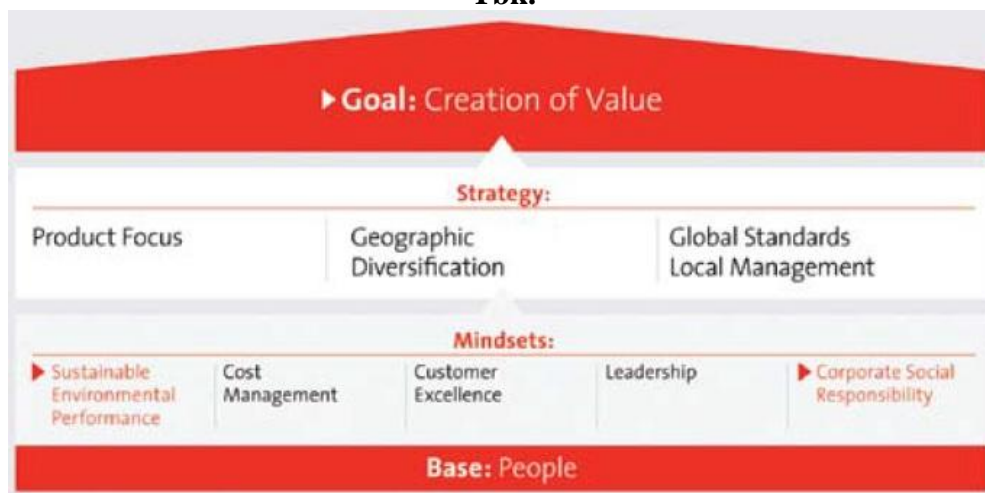 Tbk.
Goal: Creation of Value
Strategy:
Product Focus
Geographic
Diversification
Global Standards
Local Management
Mindsets:
Sustainable
Environmental
Performance
Cost
Management
Customer
Excellence
Leadership
Corporate Social
Responsibility
Base: People